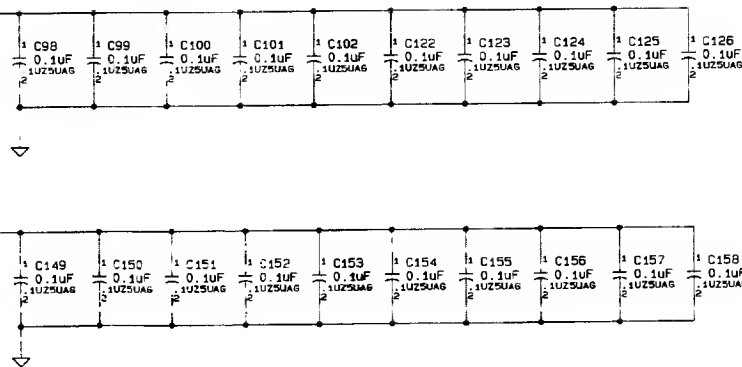 1 C98 1 C99 1 C100 1 C101 1 C102 1 C122 1 C123 1 C124 1 C125 1 C126
0.1uF 0.1uF 0.1uF 0.1uF 0.1uF 0.1uF 0.1uF 0.1uF 0.1uF 0.1uF
.1UZ5UAG .1UZ5UAG .1UZ5UAG .1UZ5UAG .1UZ5UAG .1UZ5UAG .1UZ5UAG .1UZ5UAG .1UZ5UAG .1UZ5UAG
2 2 2 2 2 2 2 2 2 2
1 C149 1 C150 1 C151 1 C152 1 C153 1 C154 1 C155 1 C156 1 C157 1 C158
0.1uF 0.1uF 0.1uF 0.1uF 0.1uF 0.1uF 0.1uF 0.1uF 0.1uF 0.1uF
.1UZ5UAG .1UZ5UAG .1UZ5UAG .1UZ5UAG .1UZ5UAG .1UZ5UAG .1UZ5UAG .1UZ5UAG .1UZ5UAG .1UZ5UAG
2 2 2 2 2 2 2 2 2 2